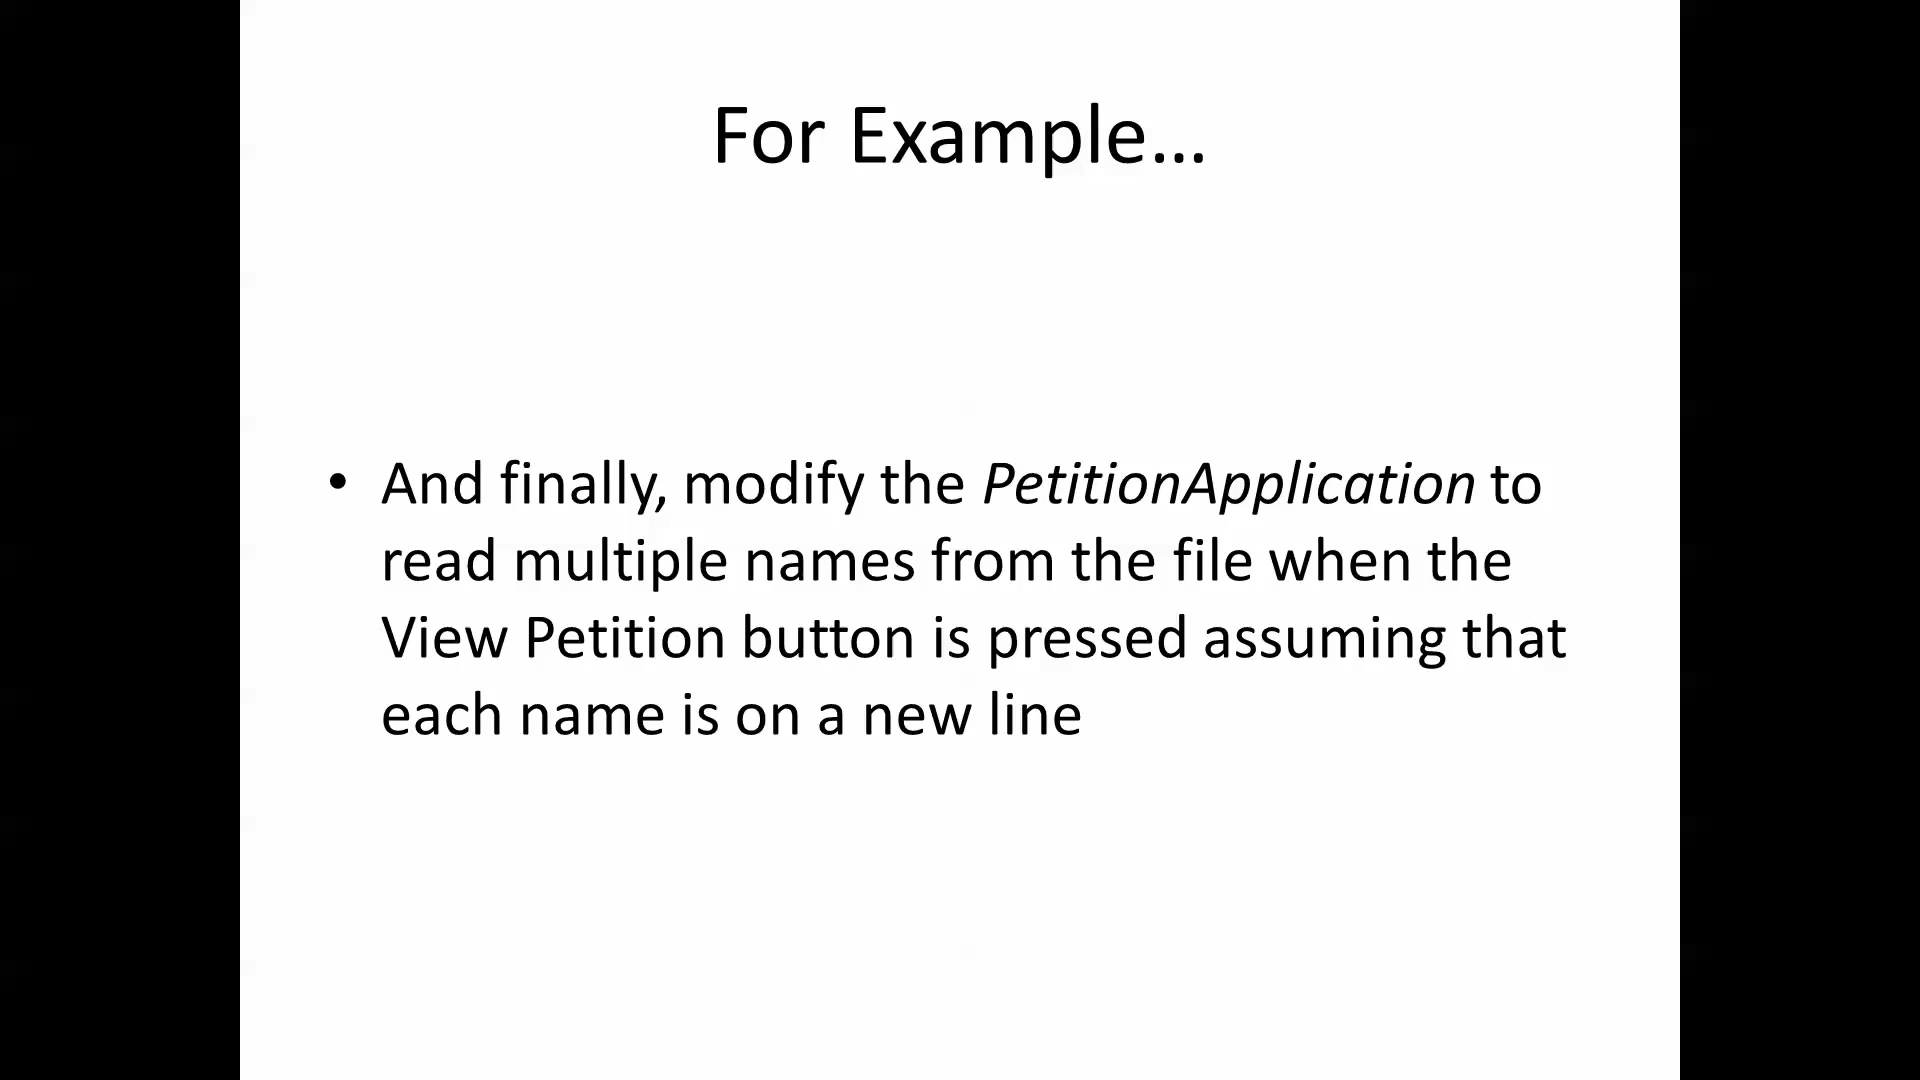 For Example...
• And finally, modify the PetitionApplication to
read multiple names from the file when the
View Petition button is pressed assuming that
each name is on a new line